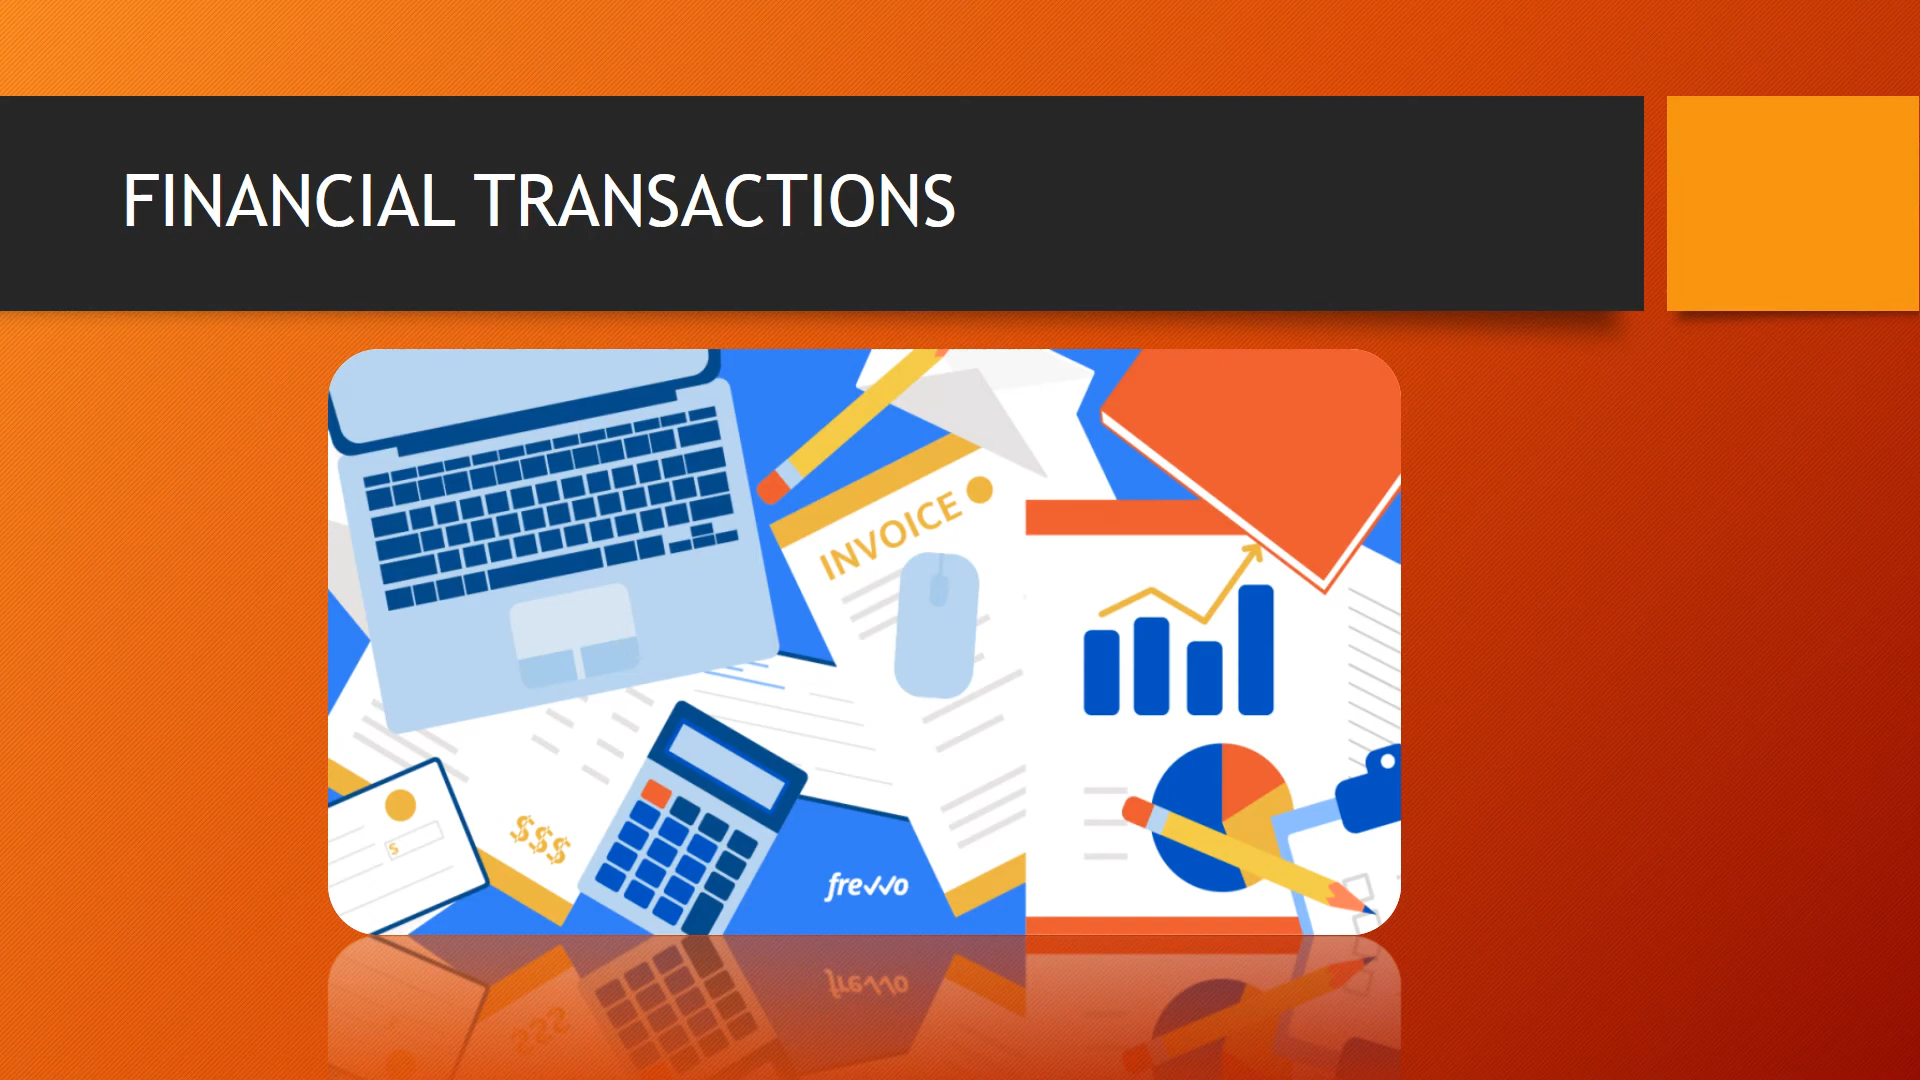 FINANCIAL TRANSACTIONS
INVOICE
$
$$$
frevvo